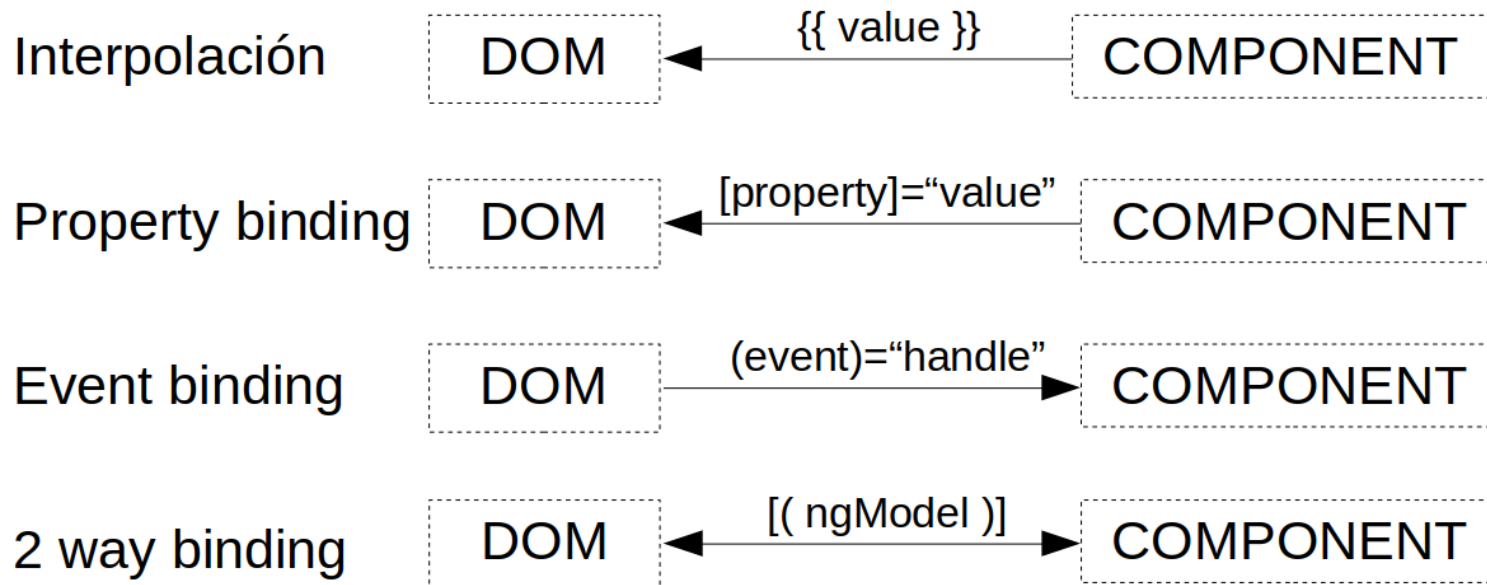 Interpolación DOM {{ value }} COMPONENT
Property binding DOM [property]=“value” COMPONENT
Event binding DOM (event)=“handle” COMPONENT
2 way binding DOM [( ngModel )] COMPONENT